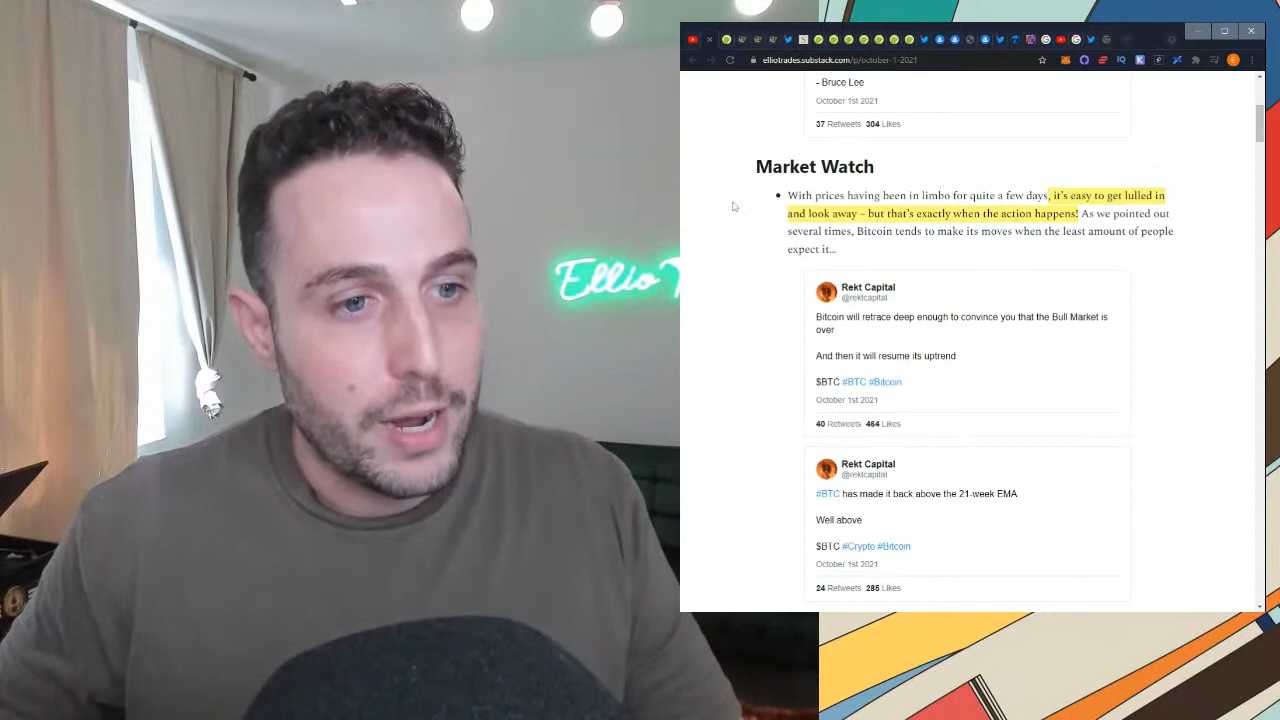 elliotrades.substack.com/p/october-1-2021
- Bruce Lee
October 1st 2021
37 Retweets 304 Likes
Market Watch
With prices having been in limbo for quite a few days, it's easy to get lulled in
and look away – but that's exactly when the action happens! As we pointed out
several times, Bitcoin tends to make its moves when the least amount of people
expect it...
Rekt Capital
@rektcapital
Bitcoin will retrace deep enough to convince you that the Bull Market is
over
And then it will resume its uptrend
$BTC #BTC #Bitcoin
October 1st 2021
40 Retweets 464 Likes
Rekt Capital
@rektcapital
#BTC has made it back above the 21-week EMA
Well above
$BTC #Crypto #Bitcoin
October 1st 2021
24 Retweets 285 Likes
Ellio T